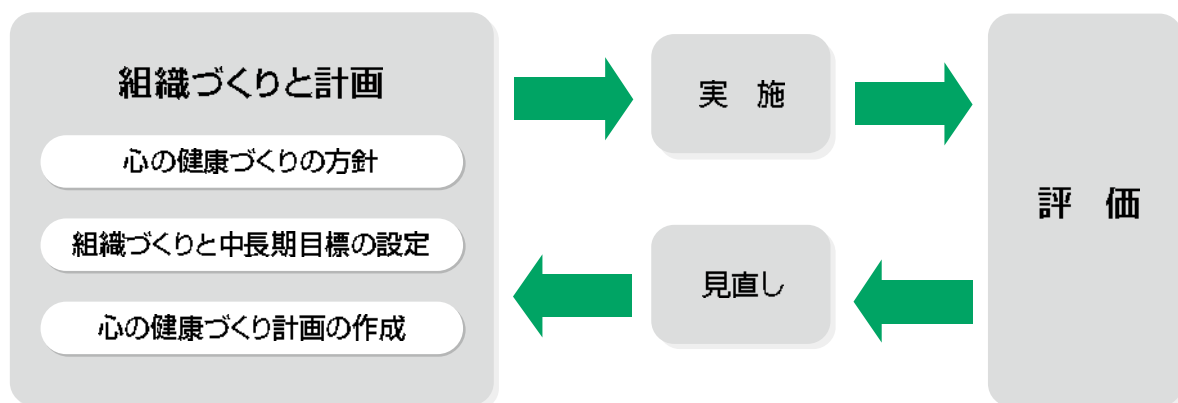 組織づくりと計画
心の健康づくりの方針
組織づくりと中長期目標の設定
心の健康づくり計画の作成
実　施
評　価
見直し